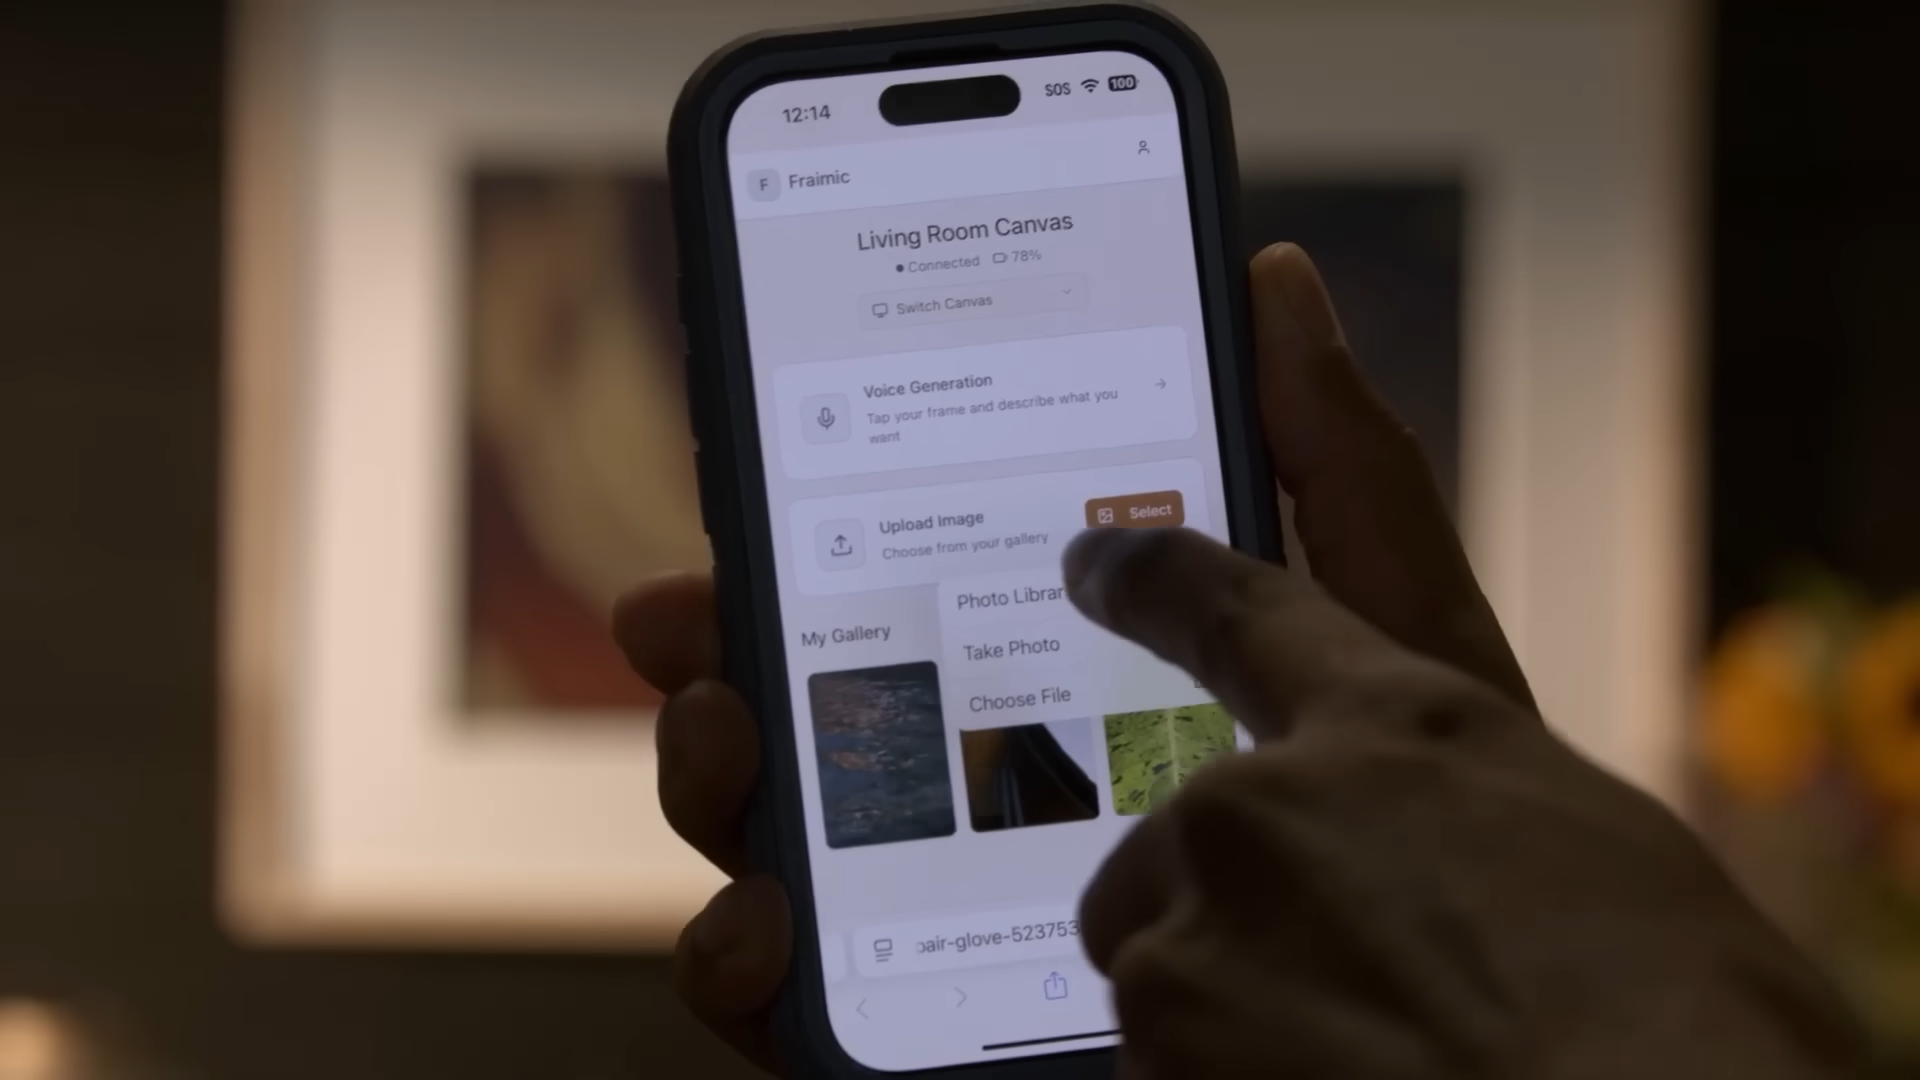 12:14
SOS
100
F Fraimic
Living Room Canvas
Connected 78%
Switch Canvas
Voice Generation
Tap your frame and describe what you
want
Upload Image
Choose from your gallery
Select
Photo Librar
Take Photo
Choose File
My Gallery
pair-glove-523753